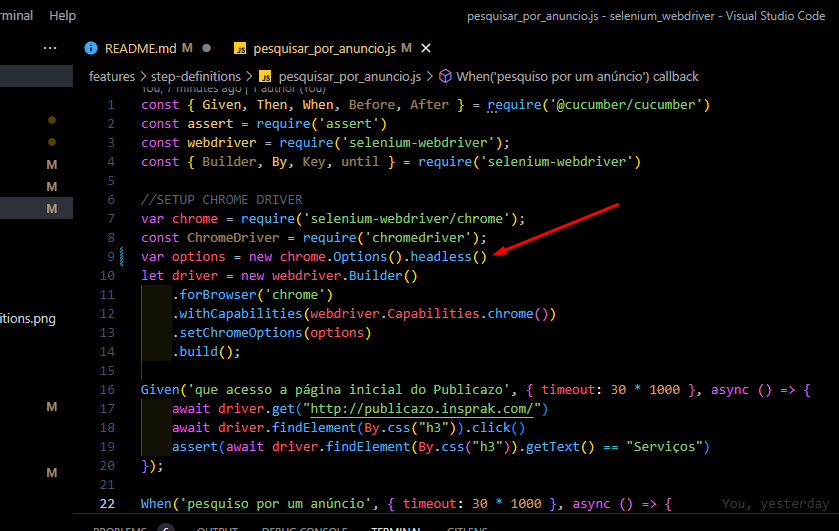 rminal Help pesquisar_por_anuncio.js - selenium_webdriver - Visual Studio Code
··· README.md M ● JS pesquisar_por_anuncio.js M ×
features > step-definitions > JS pesquisar_por_anuncio.js > When('pesquiso por um anúncio') callback
You, 7 minutes ago | 1 author (You)
1 const { Given, Then, When, Before, After } = require('@cucumber/cucumber')
2 const assert = require('assert')
3 const webdriver = require('selenium-webdriver');
M 4 const { Builder, By, Key, until } = require('selenium-webdriver')
M 5
6 //SETUP CHROME DRIVER
M 7 var chrome = require('selenium-webdriver/chrome');
8 const ChromeDriver = require('chromedriver');
9 var options = new chrome.Options().headless()
10 let driver = new webdriver.Builder()
11 .forBrowser('chrome')
itions.png 12 .withCapabilities(webdriver.Capabilities.chrome())
13 .setChromeOptions(options)
14 .build();
15
16 Given('que acesso a página inicial do Publicazo', { timeout: 30 * 1000 }, async () => {
M 17 await driver.get("http://publicazo.insprak.com/")
18 await driver.findElement(By.css("h3")).click()
19 assert(await driver.findElement(By.css("h3")).getText() == "Serviços")
M 20 });
21
22 When('pesquiso por um anúncio', { timeout: 30 * 1000 }, async () => { You, yesterday
PROBLEMS 6 OUTPUT DEBUG CONSOLE TERMINAL GITLENS